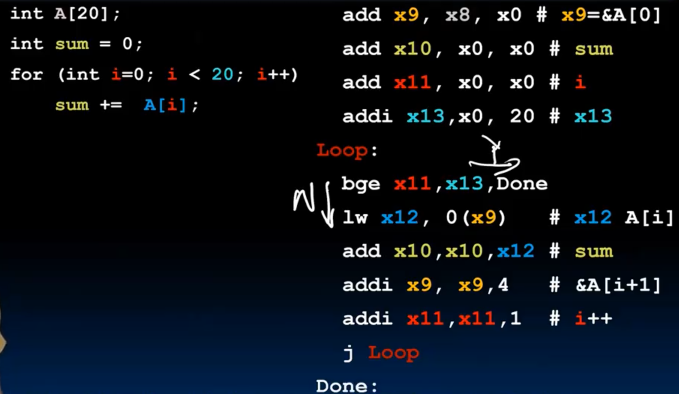 int A[20];
int sum = 0;
for (int i=0; i < 20; i++)
    sum +=  A[i];
add x9, x8, x0 # x9=&A[0]
add x10, x0, x0 # sum
add x11, x0, x0 # i
addi x13,x0, 20 # x13
Loop:
bge x11,x13,Done
N
lw x12, 0(x9)   # x12 A[i]
add x10,x10,x12 # sum
addi x9, x9,4   # &A[i+1]
addi x11,x11,1  # i++
j Loop
Done: